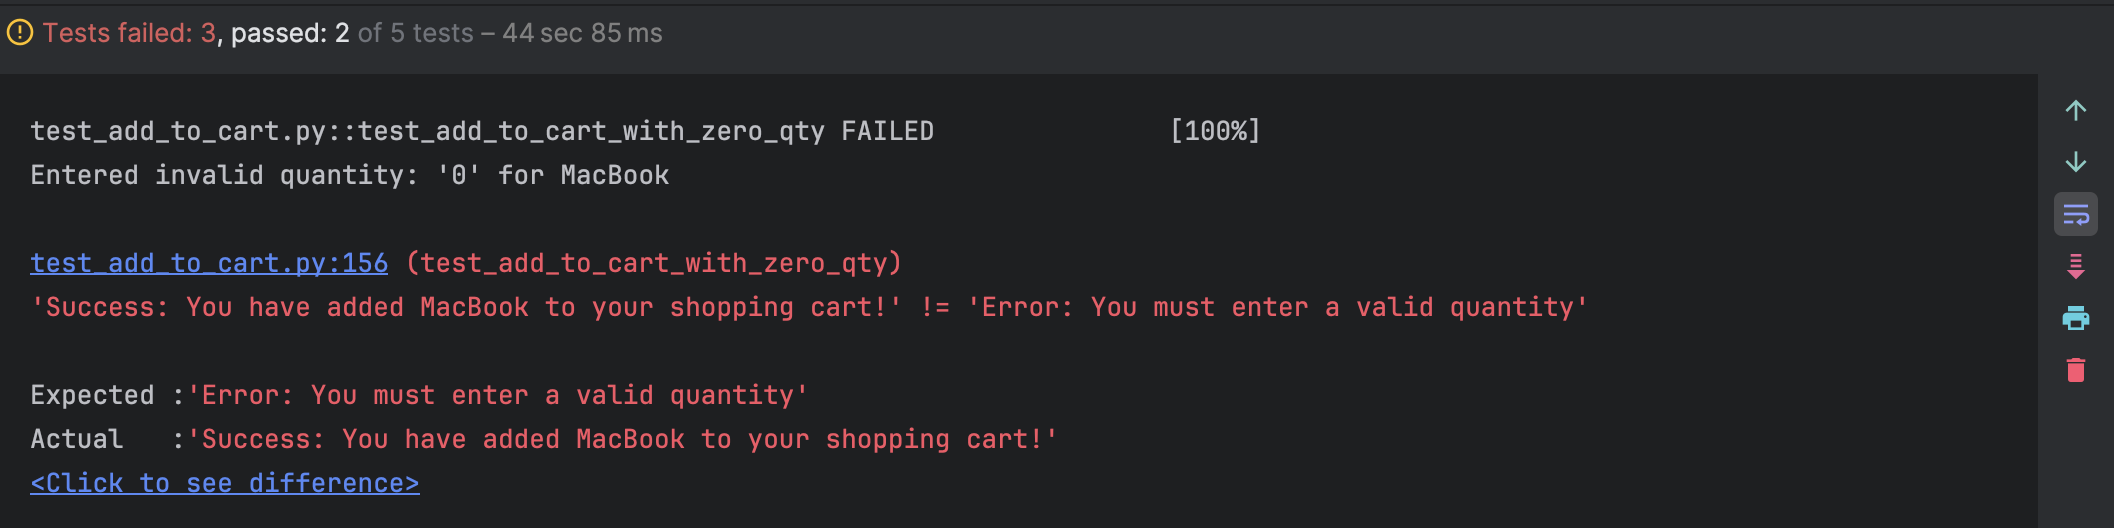 Tests failed: 3, passed: 2 of 5 tests – 44 sec 85 ms
test_add_to_cart.py::test_add_to_cart_with_zero_qty FAILED [100%]
Entered invalid quantity: '0' for MacBook
test_add_to_cart.py:156 (test_add_to_cart_with_zero_qty)
'Success: You have added MacBook to your shopping cart!' != 'Error: You must enter a valid quantity'
Expected :'Error: You must enter a valid quantity'
Actual :'Success: You have added MacBook to your shopping cart!'
<Click to see difference>